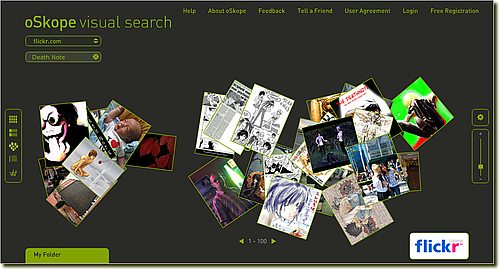 Help About oSkope Feedback Tell a Friend User Agreement Login Free Registration
oSkope visual search
flickr.com
Death Note
1 - 100
My Folder
flickr